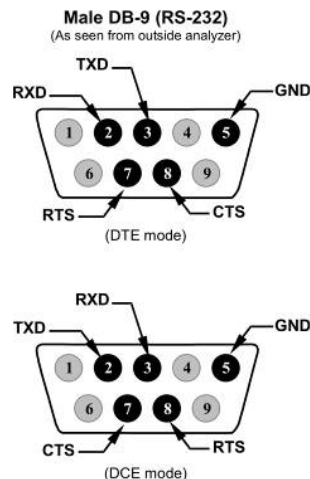 Male DB-9 (RS-232)
(As seen from outside analyzer)
TXD
RXD
GND
1 2 3 4 5
6 7 8 9
RTS
CTS
(DTE mode)
RXD
TXD
GND
1 2 3 4 5
6 7 8 9
CTS
RTS
(DCE mode)